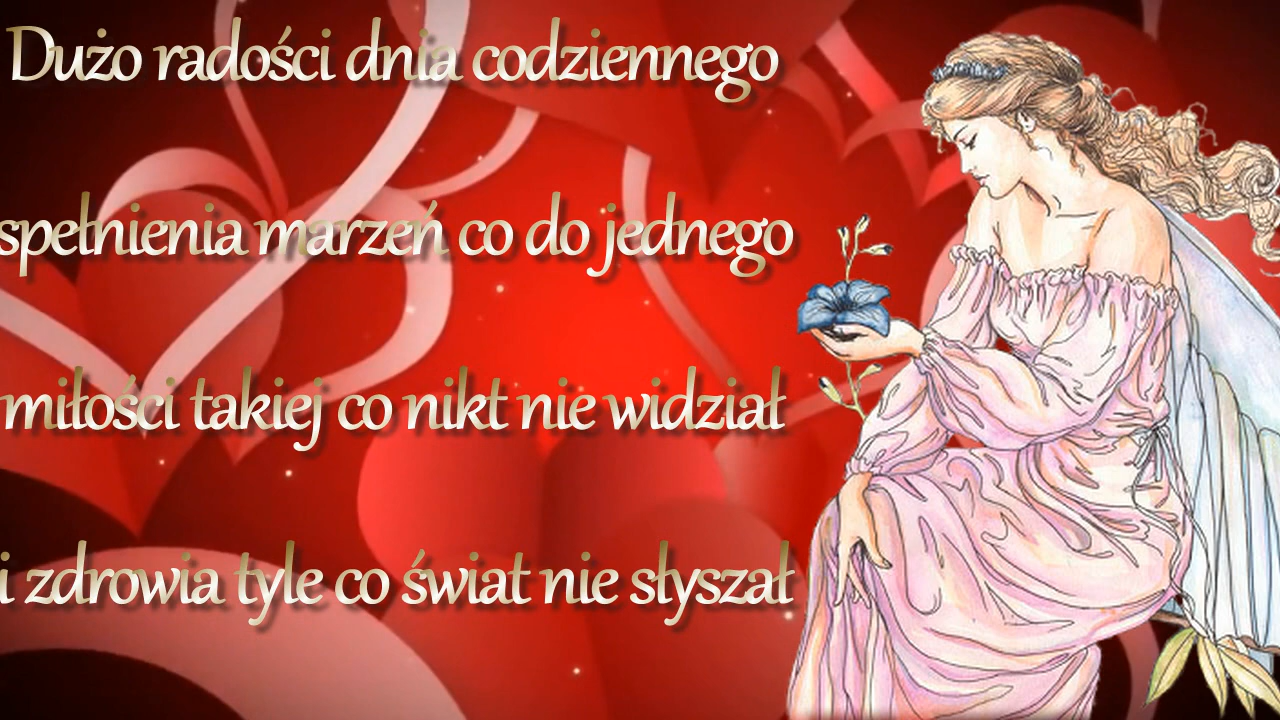 Dużo radości dnia codziennego
spełnienia marzeń co do jednego
miłości takiej co nikt nie widział
i zdrowia tyle co świat nie słyszał